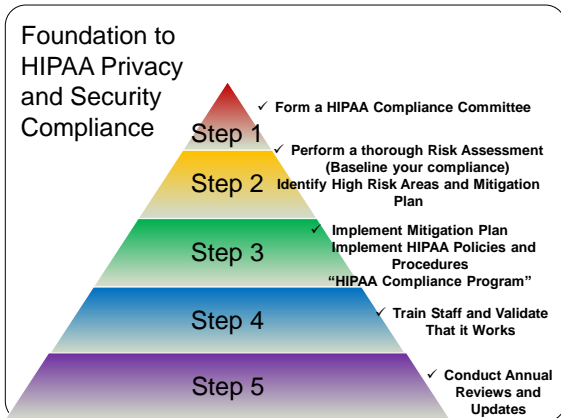 Foundation to
HIPAA Privacy
and Security
Compliance
Step 1
✓ Form a HIPAA Compliance Committee
Step 2
✓ Perform a thorough Risk Assessment
(Baseline your compliance)
Identify High Risk Areas and Mitigation
Plan
Step 3
✓ Implement Mitigation Plan
Implement HIPAA Policies and
Procedures
“HIPAA Compliance Program”
Step 4
✓ Train Staff and Validate
That it Works
Step 5
✓ Conduct Annual
Reviews and
Updates